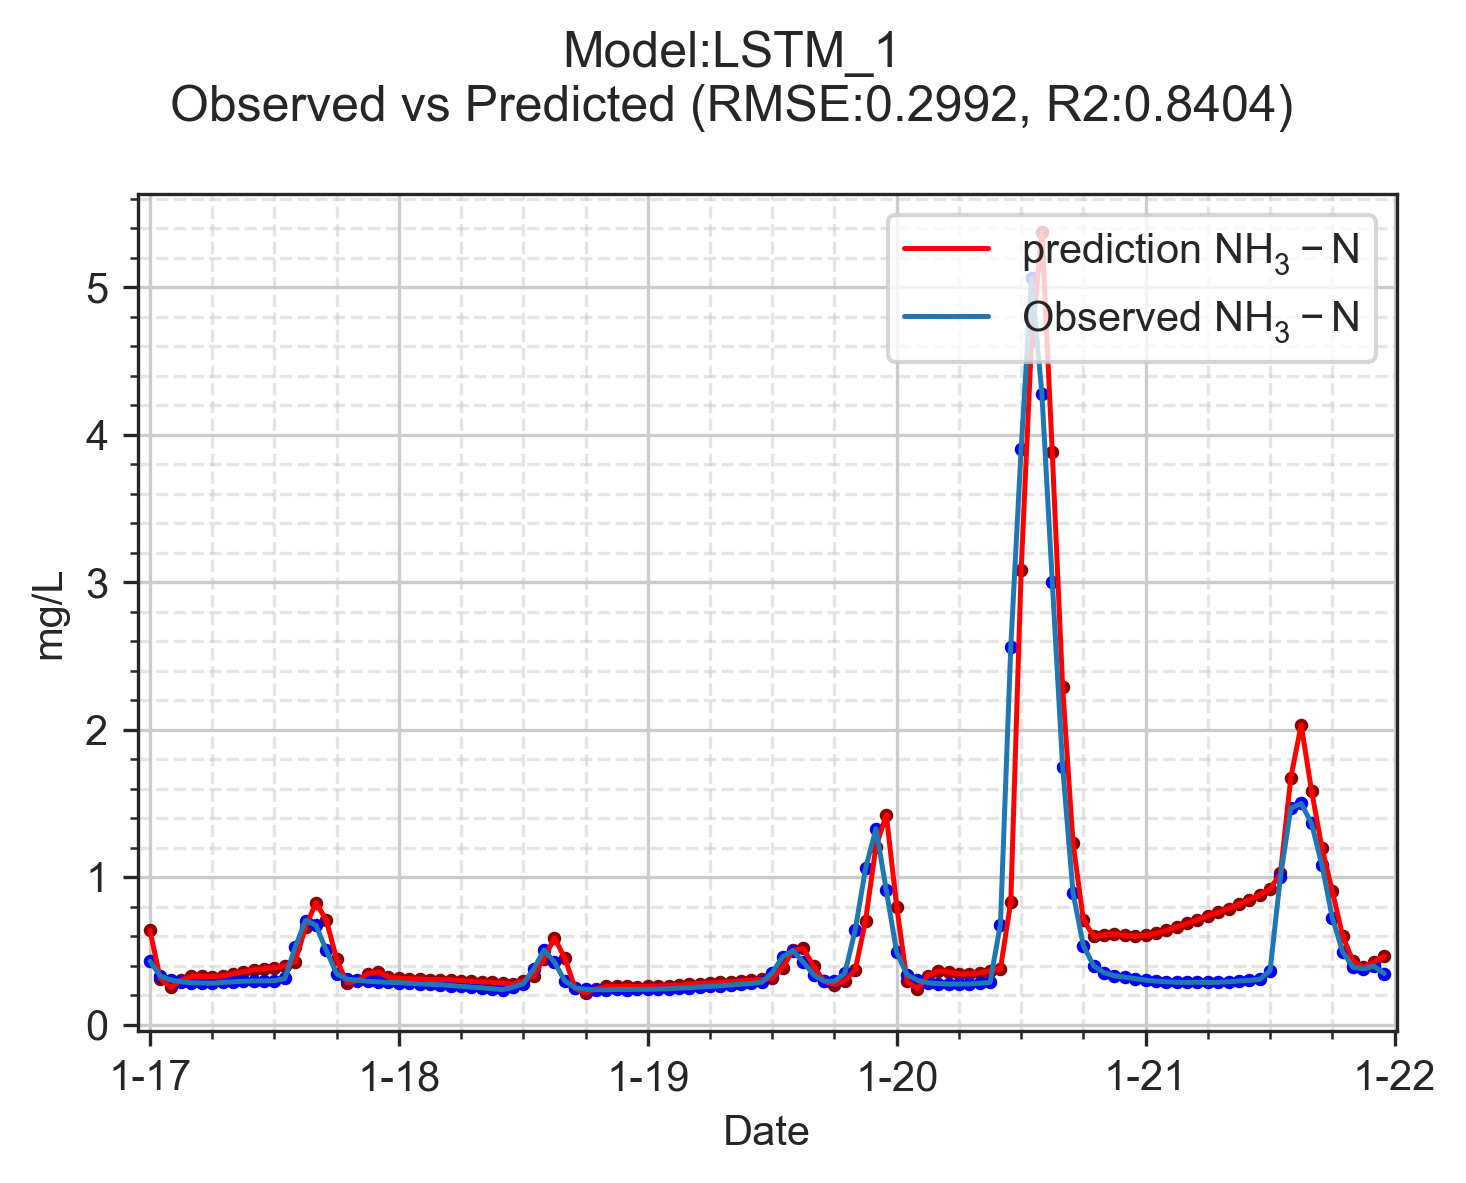 Model:LSTM_1
Observed vs Predicted (RMSE:0.2992, R2:0.8404)
prediction NH₃ − N
Observed NH₃ − N
5
4
3
2
1
0
mg/L
1-17 1-18 1-19 1-20 1-21 1-22
Date